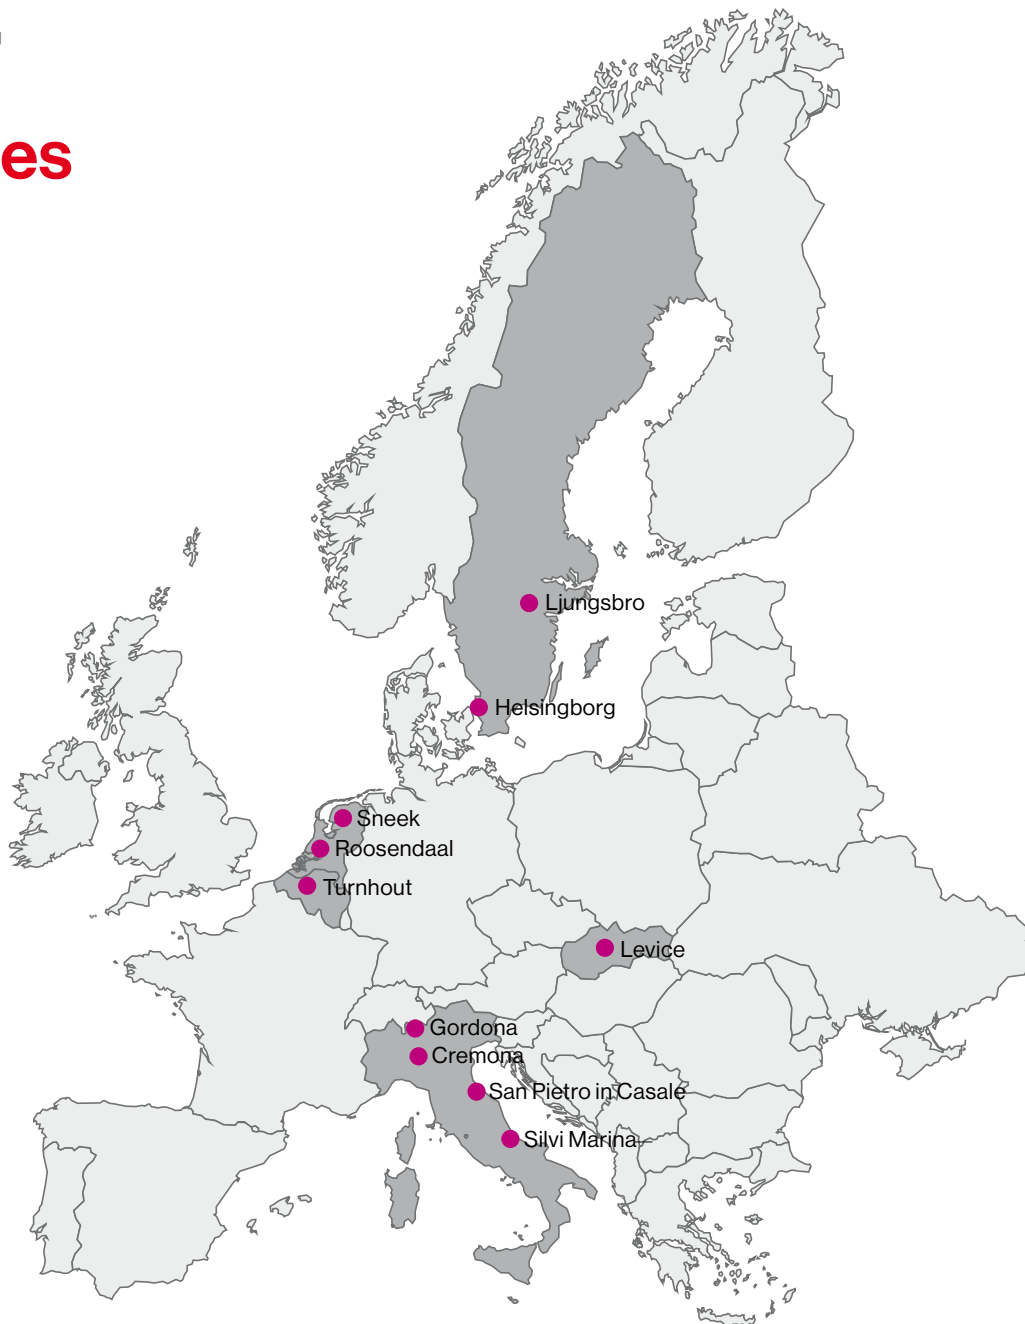 es
Ljungsbro
Helsingborg
Sneek
Roosendaal
Turnhout
Levice
Gordona
Cremona
San Pietro in Casale
Silvi Marina